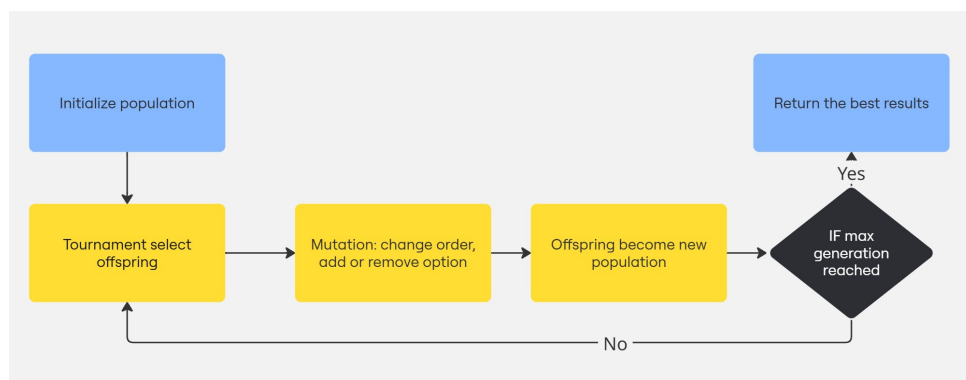 Initialize population
Return the best results
Yes
Tournament select
offspring
Mutation: change order,
add or remove option
Offspring become new
population
IF max
generation
reached
No